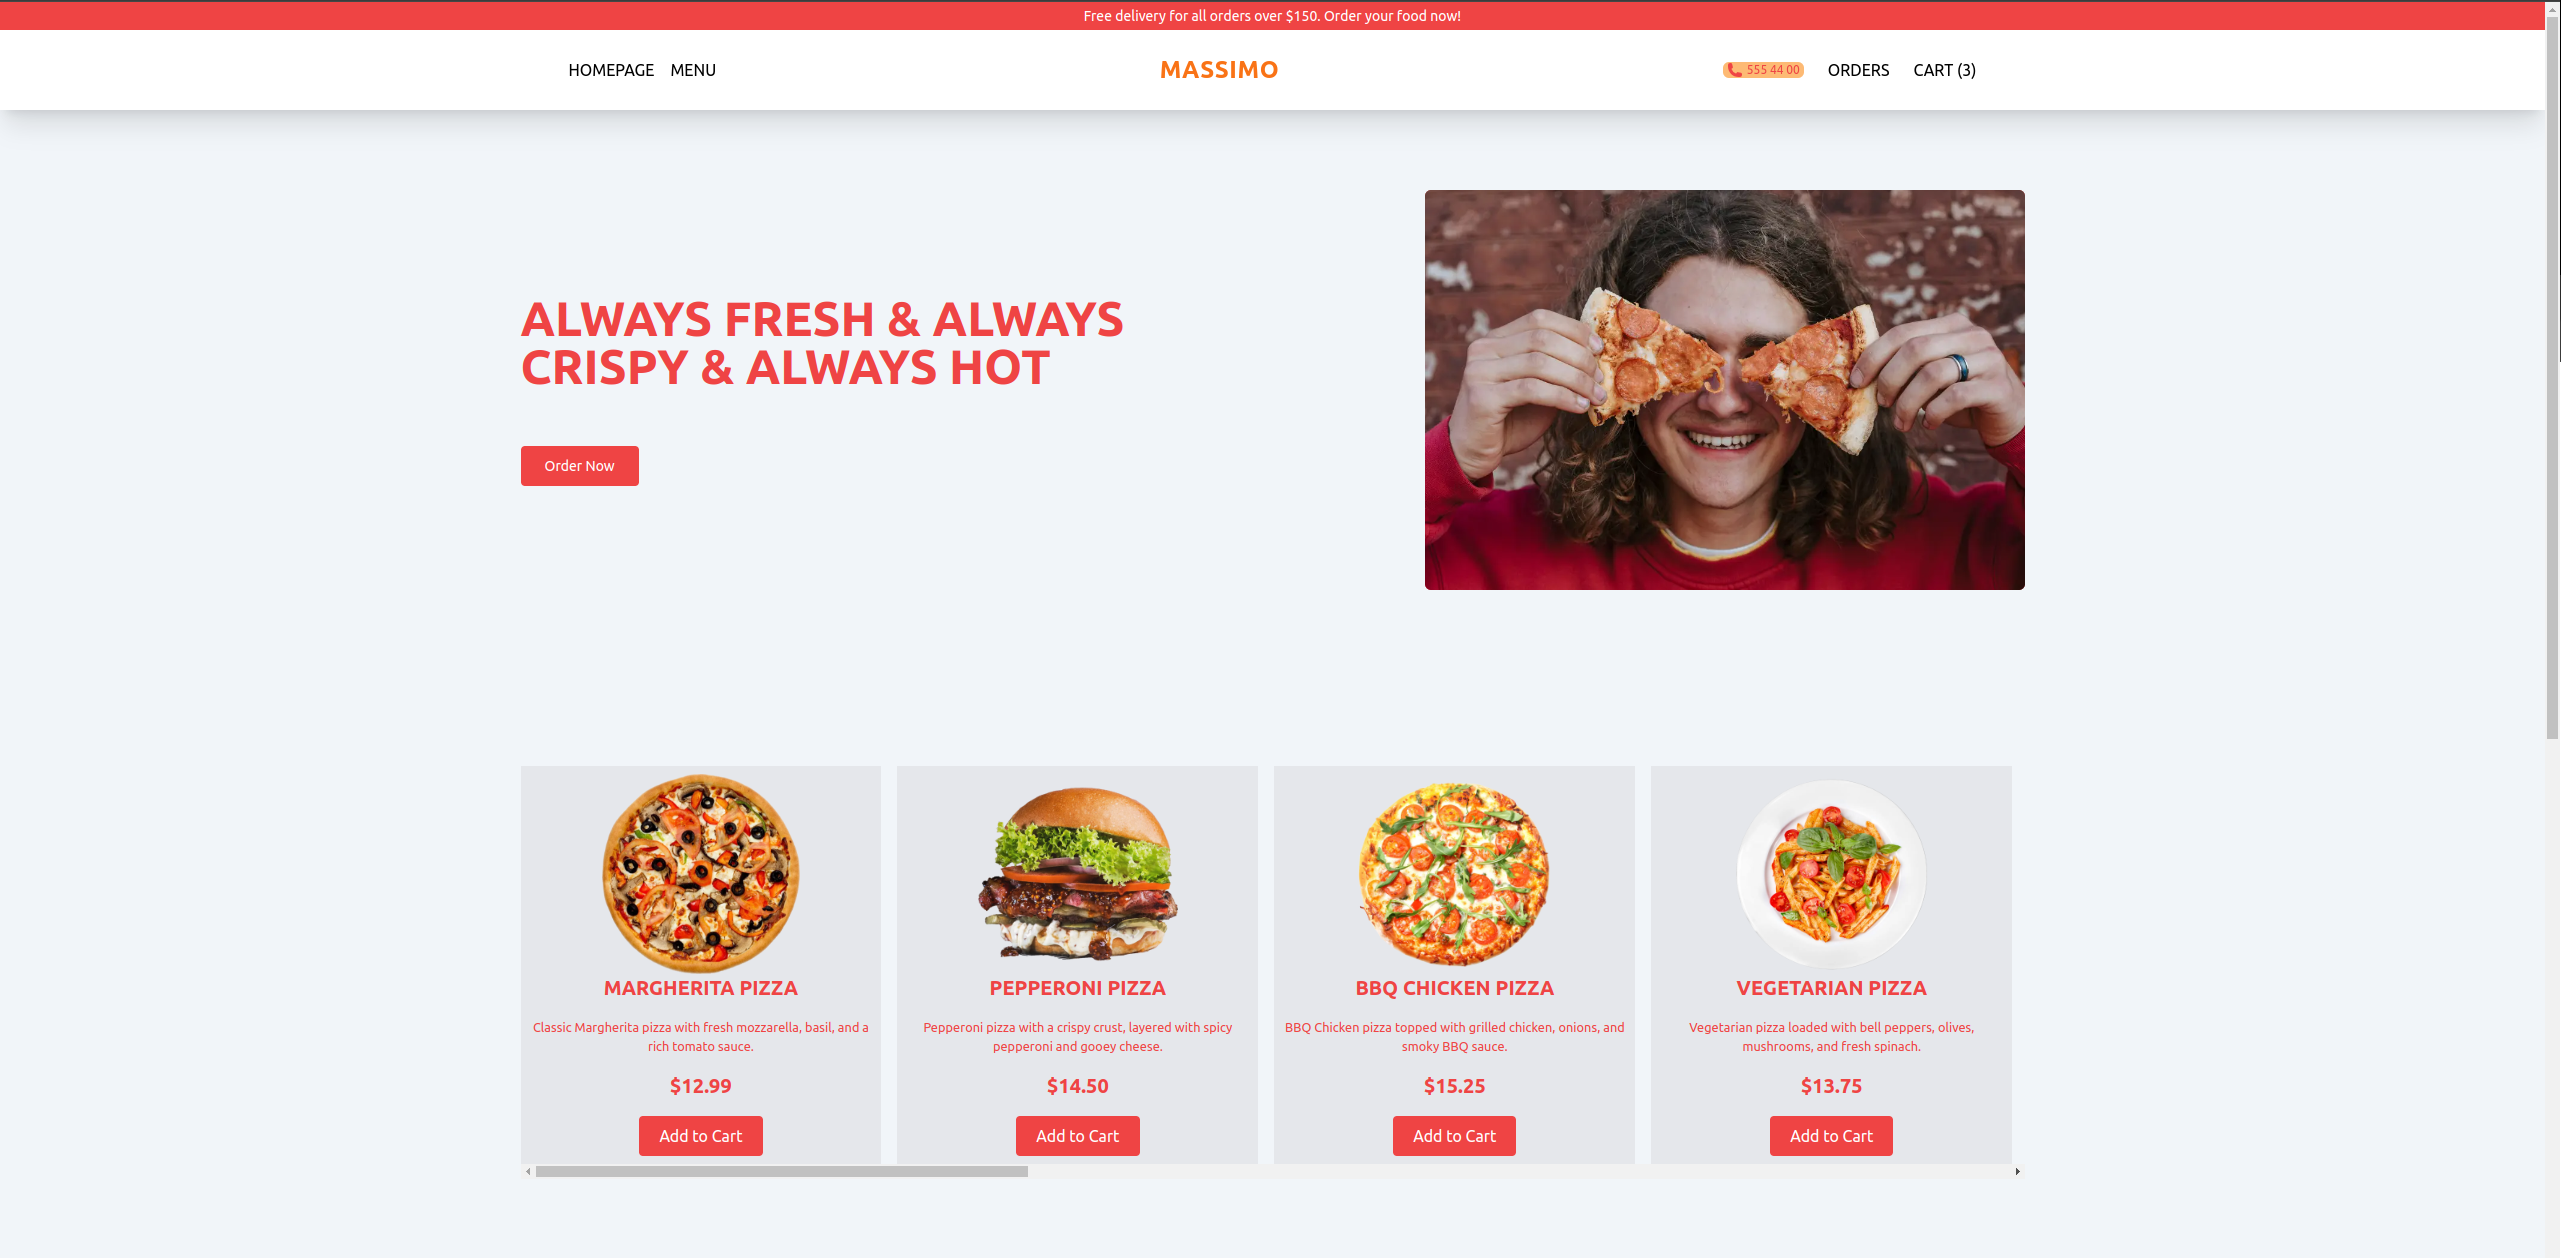 Free delivery for all orders over $150. Order your food now!
HOMEPAGE MENU MASSIMO 555 44 00 ORDERS CART (3)
ALWAYS FRESH & ALWAYS
CRISPY & ALWAYS HOT
Order Now
MARGHERITA PIZZA
Classic Margherita pizza with fresh mozzarella, basil, and a
rich tomato sauce.
$12.99
Add to Cart
PEPPERONI PIZZA
Pepperoni pizza with a crispy crust, layered with spicy
pepperoni and gooey cheese.
$14.50
Add to Cart
BBQ CHICKEN PIZZA
BBQ Chicken pizza topped with grilled chicken, onions, and
smoky BBQ sauce.
$15.25
Add to Cart
VEGETARIAN PIZZA
Vegetarian pizza loaded with bell peppers, olives,
mushrooms, and fresh spinach.
$13.75
Add to Cart